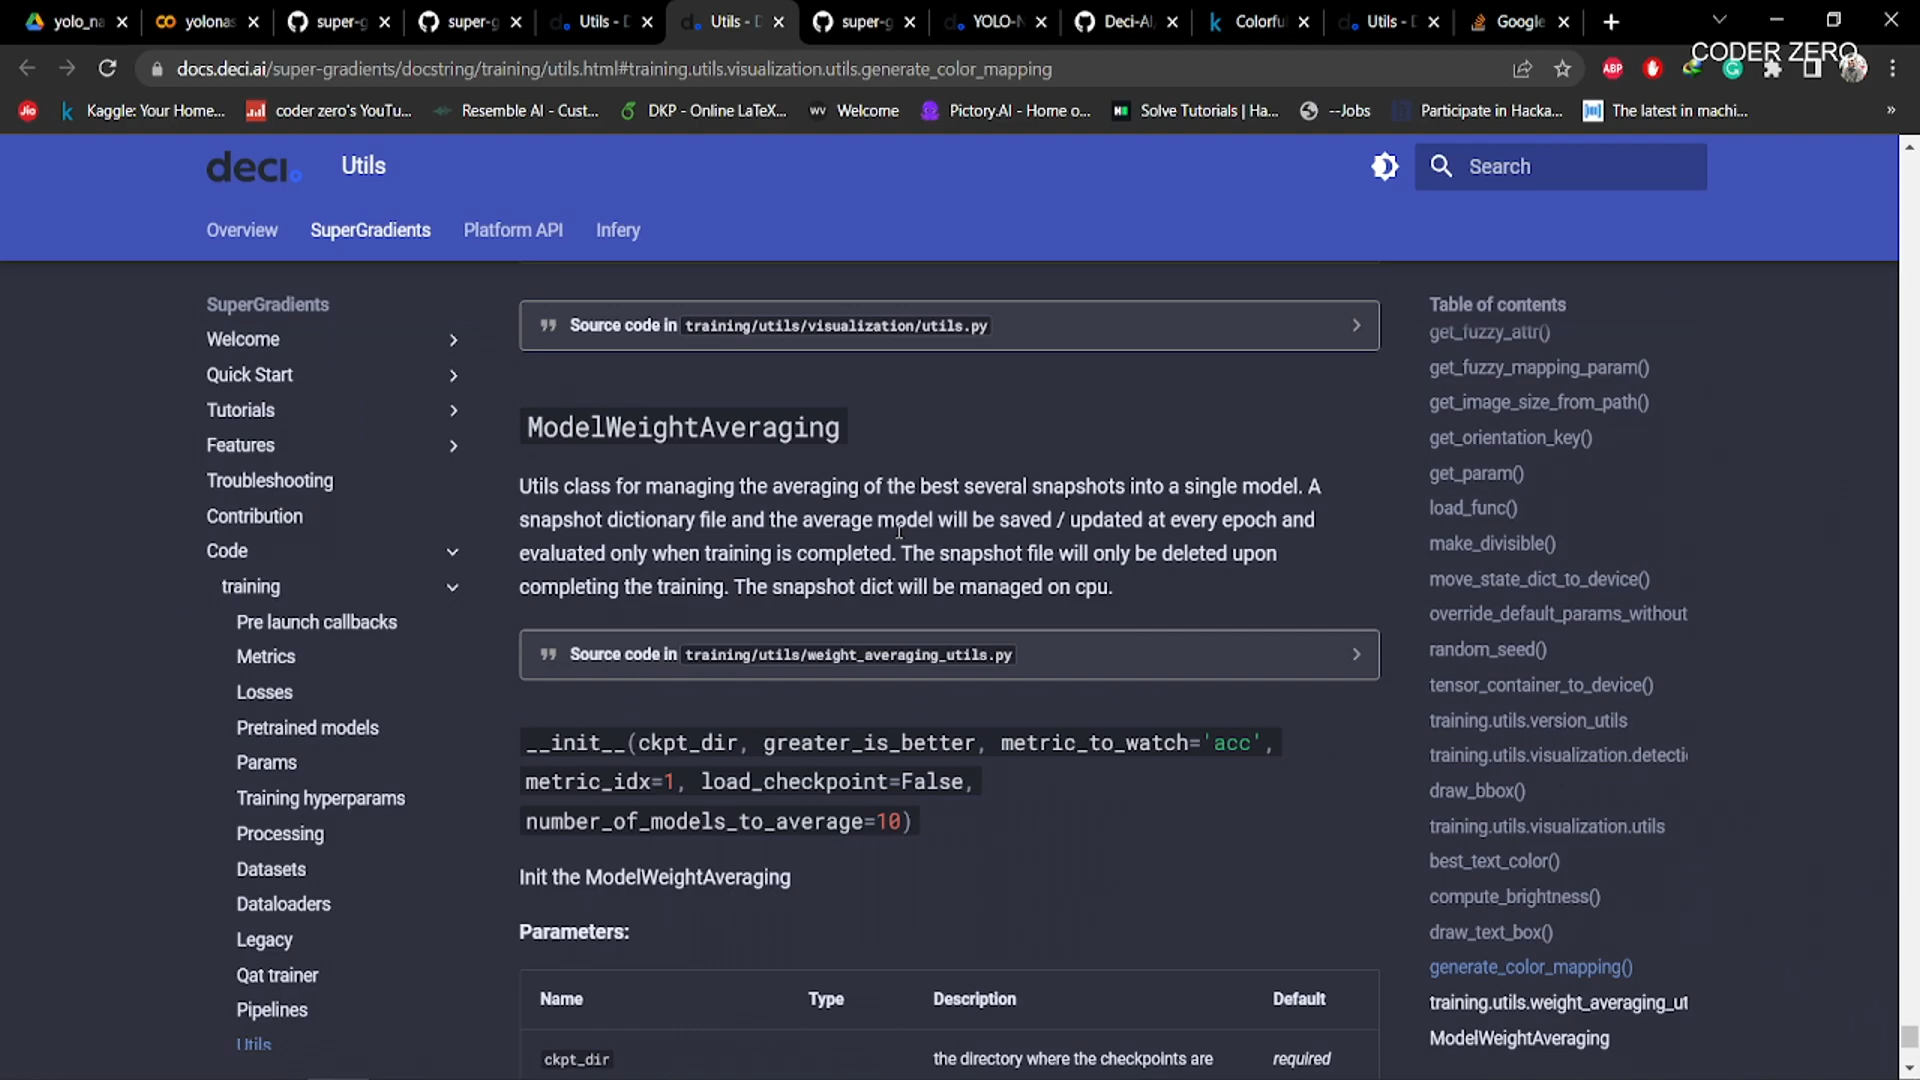 yolo_na
yolonas
super-g
super-g
Utils - D
Utils - D
super-g
YOLO-N
Deci-AI/
Colorful
Utils - D
Google
CODER ZERO
docs.deci.ai/super-gradients/docstring/training/utils.html#training.utils.visualization.utils.generate_color_mapping
ABP
Jio
Kaggle: Your Home...
coder zero's YouTu...
Resemble AI - Cust...
DKP - Online LaTeX...
Welcome
Pictory.AI - Home o...
Solve Tutorials | Ha...
--Jobs
Participate in Hacka...
The latest in machi...
»
deci.
Utils
Search
Overview
SuperGradients
Platform API
Infery
SuperGradients
Welcome
Quick Start
Tutorials
Features
Troubleshooting
Contribution
Code
training
Pre launch callbacks
Metrics
Losses
Pretrained models
Params
Training hyperparams
Processing
Datasets
Dataloaders
Legacy
Qat trainer
Pipelines
Utils
Source code in training/utils/visualization/utils.py
ModelWeightAveraging
Utils class for managing the averaging of the best several snapshots into a single model. A
snapshot dictionary file and the average model will be saved / updated at every epoch and
evaluated only when training is completed. The snapshot file will only be deleted upon
completing the training. The snapshot dict will be managed on cpu.
Source code in training/utils/weight_averaging_utils.py
__init__(ckpt_dir, greater_is_better, metric_to_watch='acc',
metric_idx=1, load_checkpoint=False,
number_of_models_to_average=10)
Init the ModelWeightAveraging
Parameters:
Name Type Description Default
ckpt_dir the directory where the checkpoints are required
Table of contents
get_fuzzy_attr()
get_fuzzy_mapping_param()
get_image_size_from_path()
get_orientation_key()
get_param()
load_func()
make_divisible()
move_state_dict_to_device()
override_default_params_without
random_seed()
tensor_container_to_device()
training.utils.version_utils
training.utils.visualization.detecti
draw_bbox()
training.utils.visualization.utils
best_text_color()
compute_brightness()
draw_text_box()
generate_color_mapping()
training.utils.weight_averaging_ut
ModelWeightAveraging